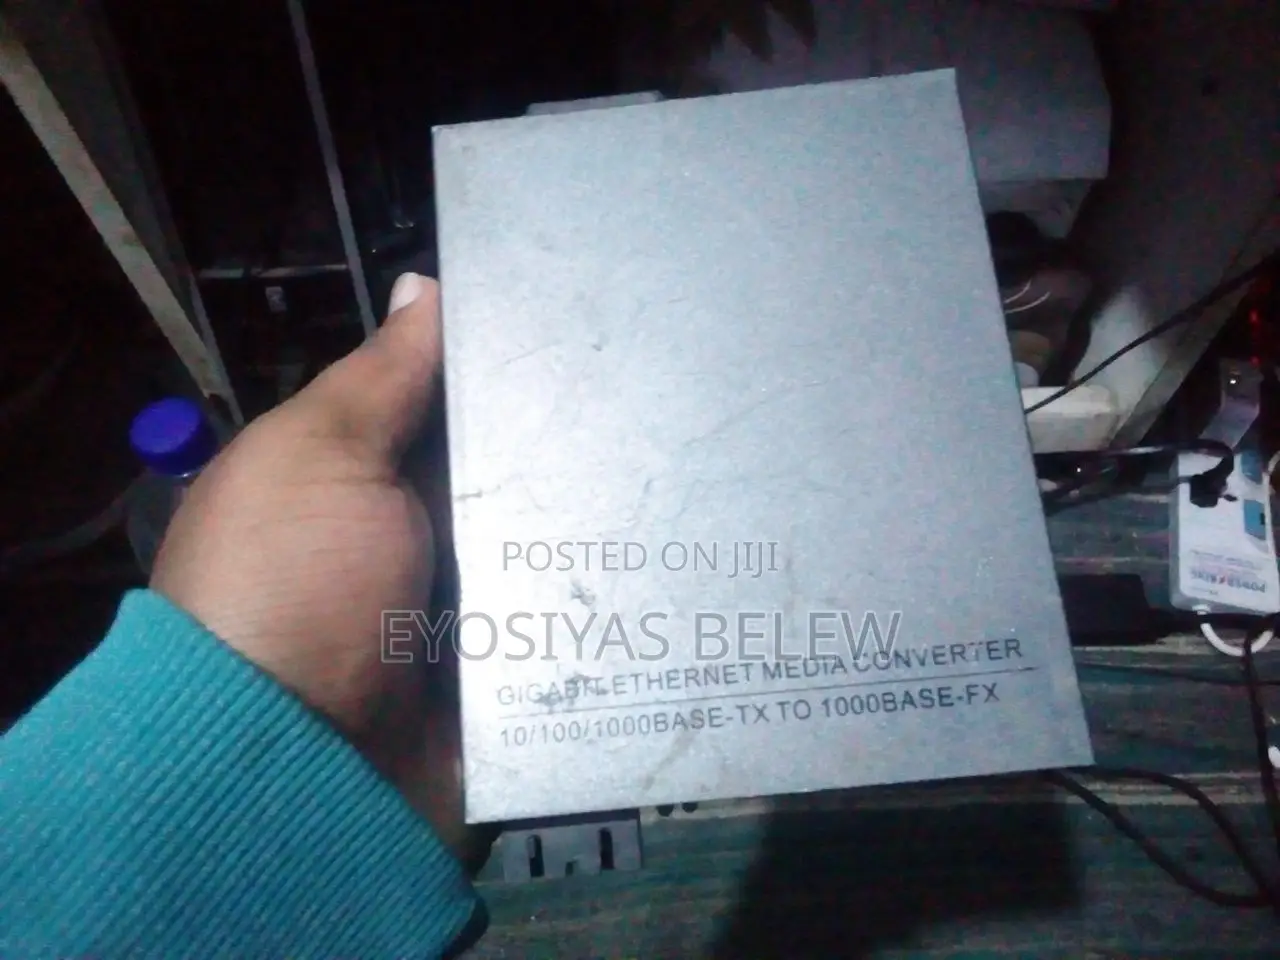 POSTED ON JIJI
EYOSIYAS BELEW
GIGABIT ETHERNET MEDIA CONVERTER
10/100/1000BASE-TX TO 1000BASE-FX